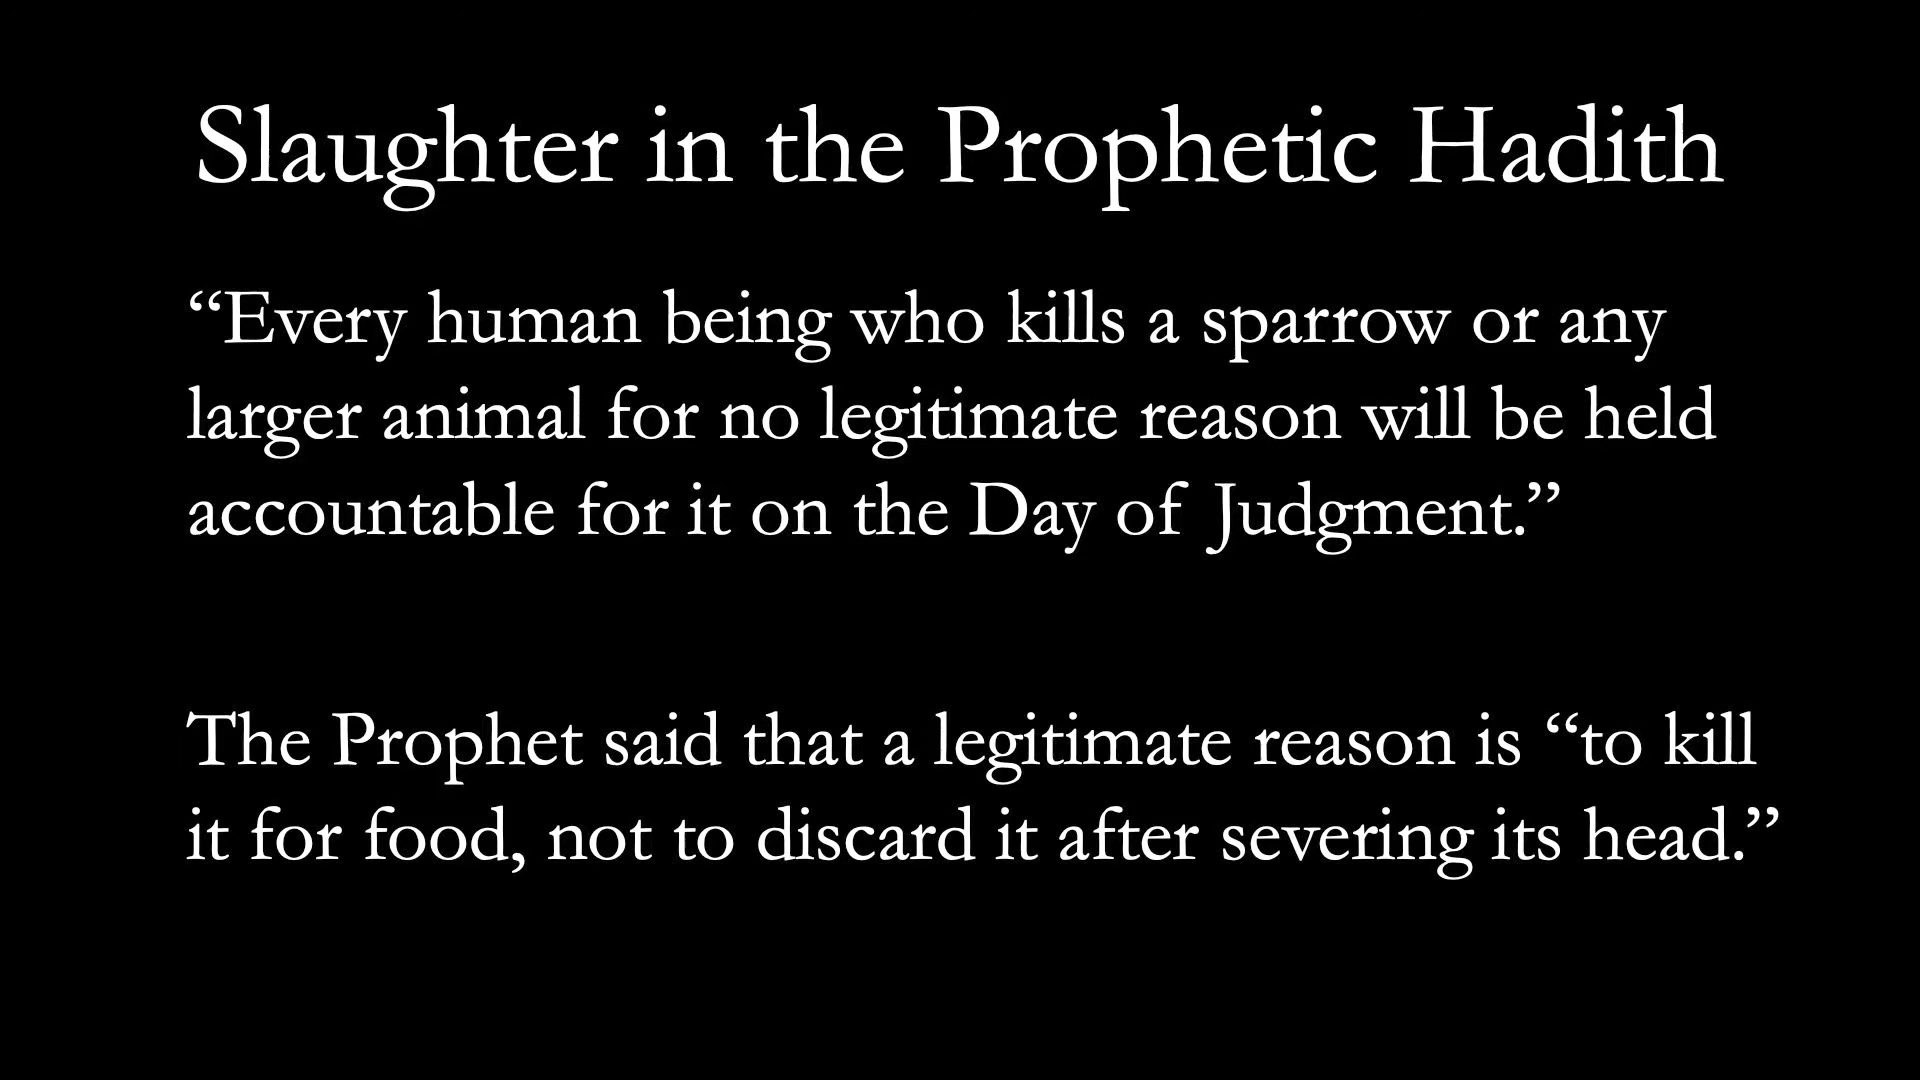 Slaughter in the Prophetic Hadith
“Every human being who kills a sparrow or any
larger animal for no legitimate reason will be held
accountable for it on the Day of Judgment.”
The Prophet said that a legitimate reason is “to kill
it for food, not to discard it after severing its head.”